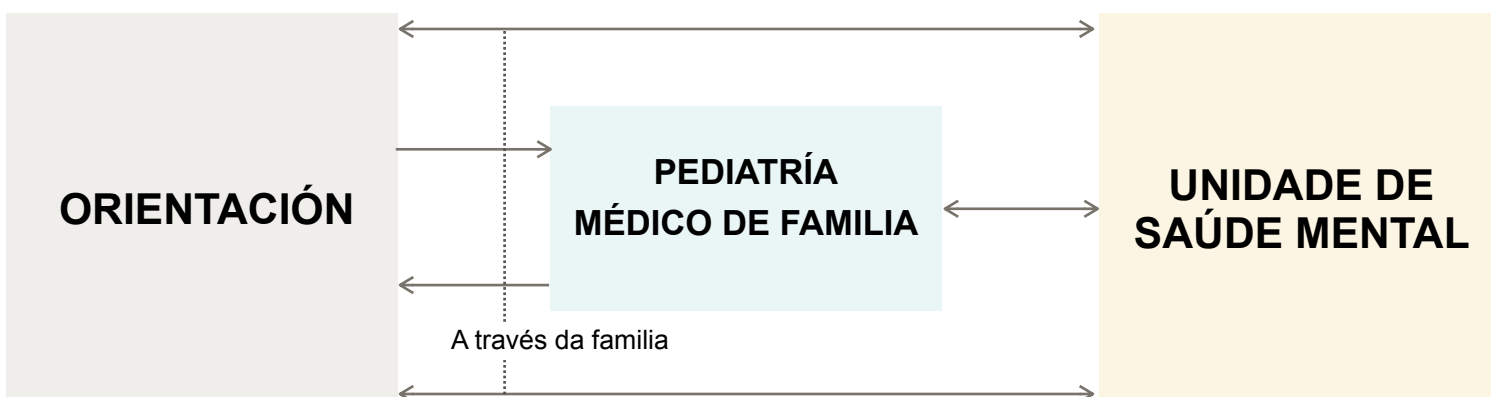 ORIENTACIÓN
PEDIATRÍA
MÉDICO DE FAMILIA
A través da familia
UNIDADE DE
SAÚDE MENTAL